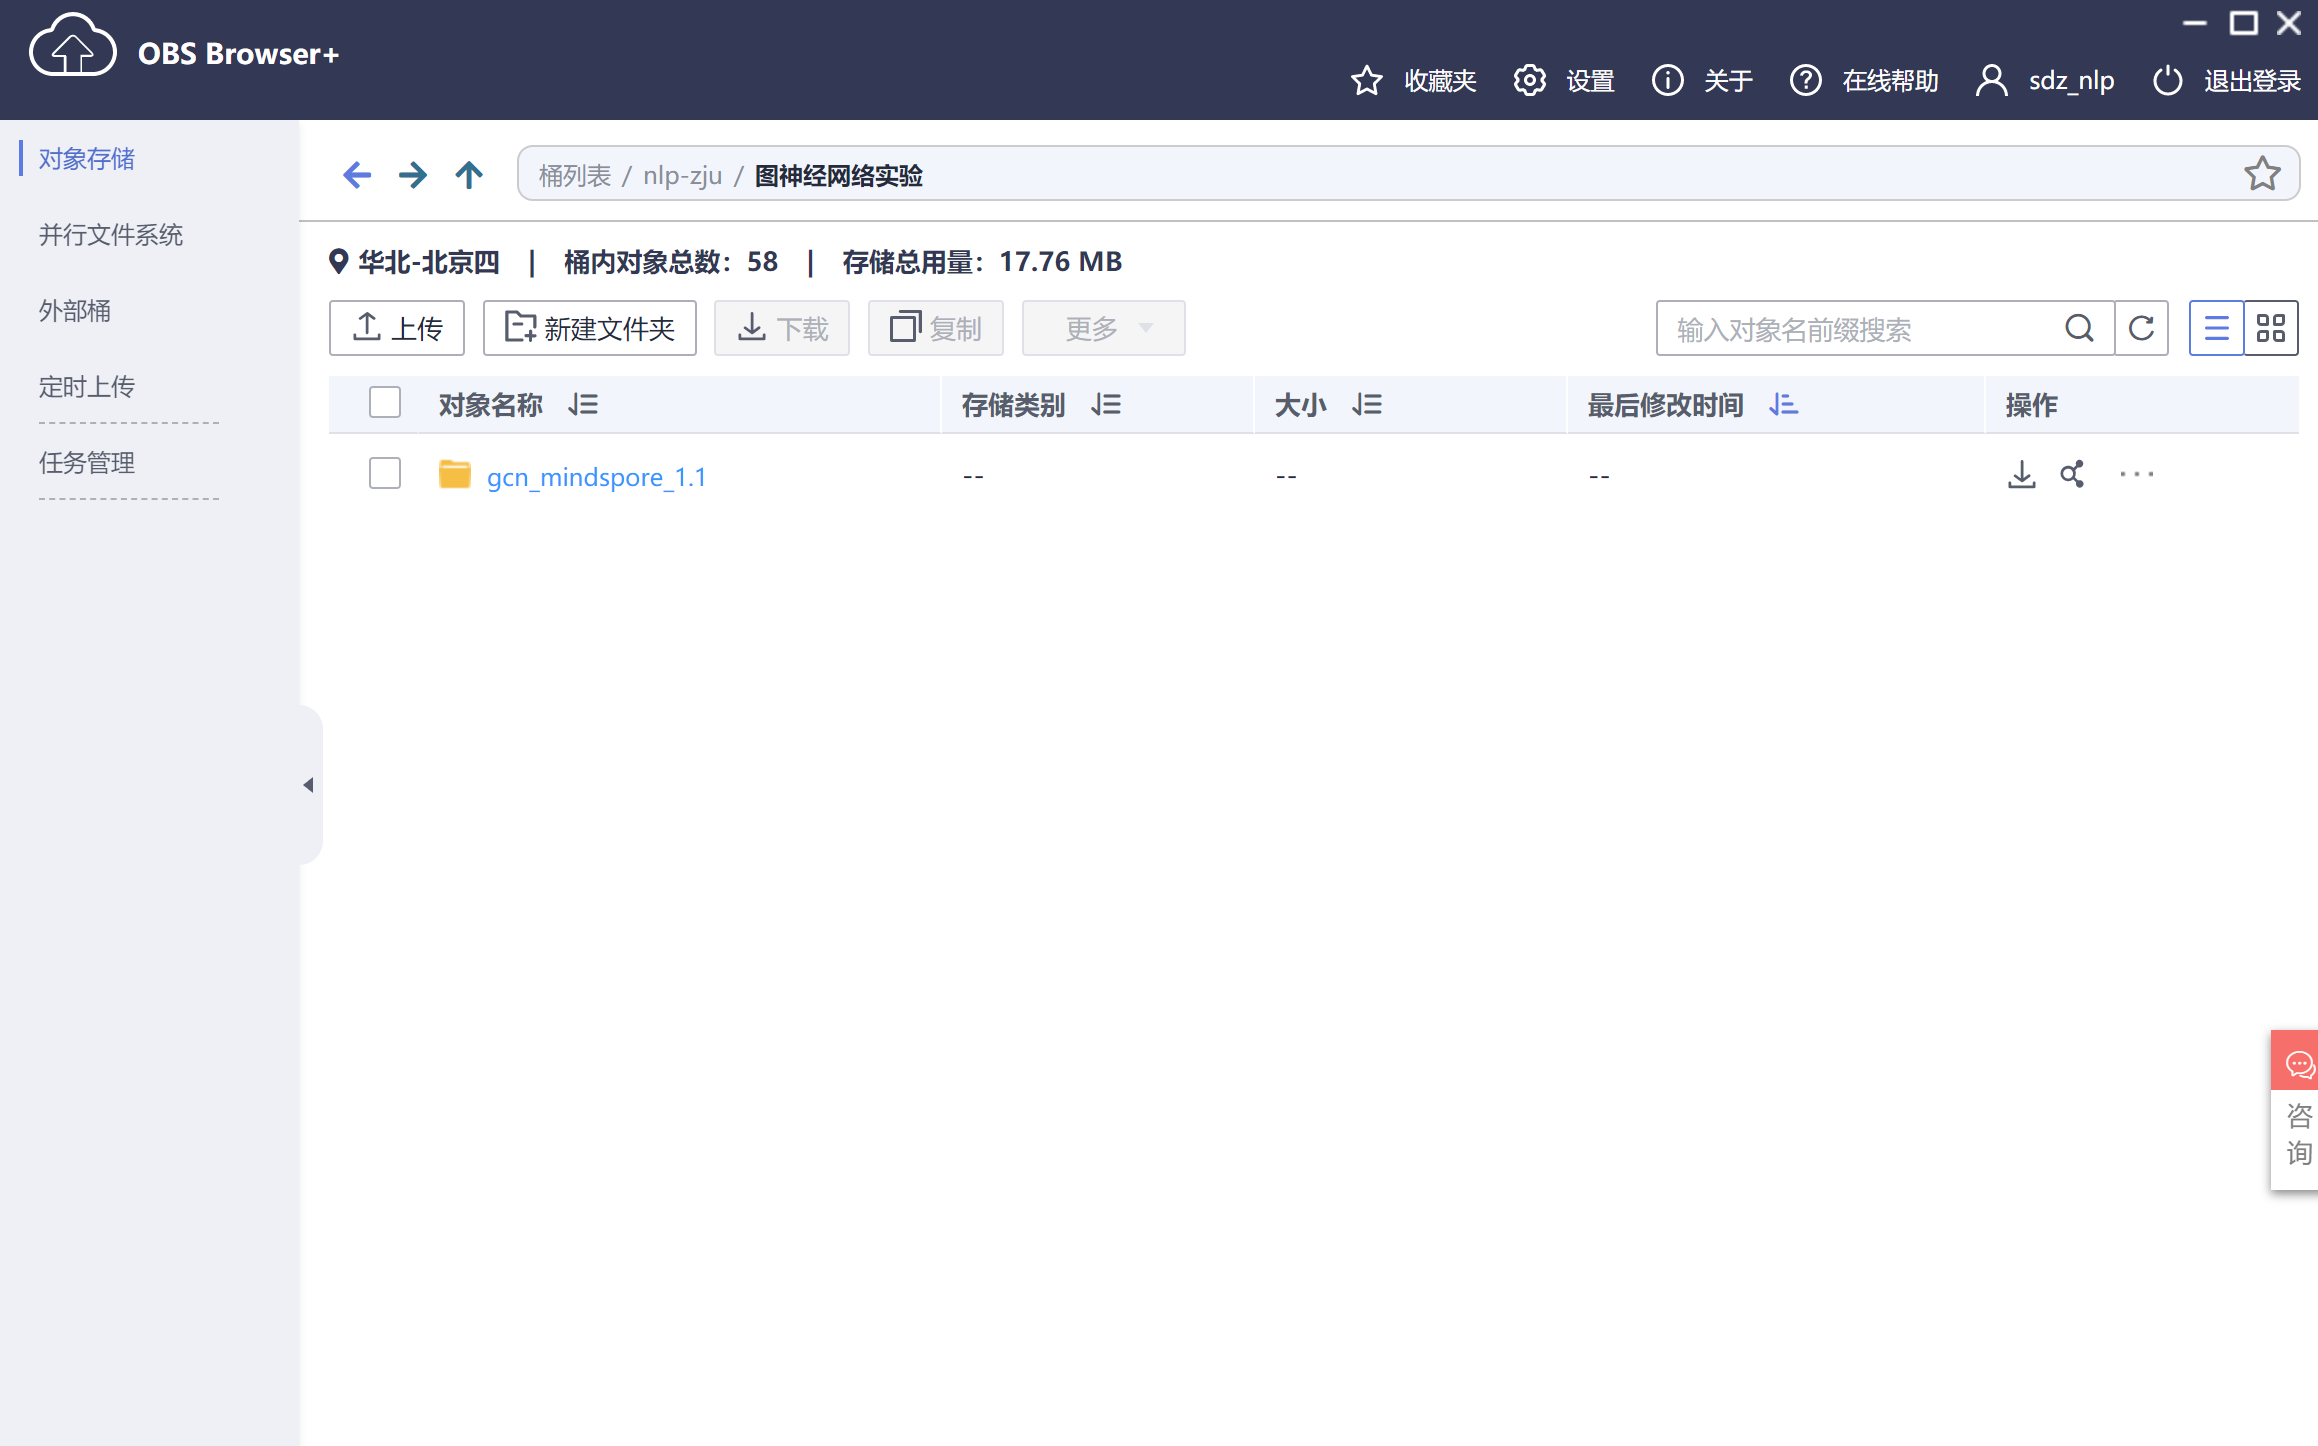 OBS Browser+
收藏夹 设置 关于 在线帮助 sdz_nlp 退出登录
对象存储
并行文件系统
外部桶
定时上传
任务管理
桶列表 / nlp-zju / 图神经网络实验
华北-北京四 | 桶内对象总数：58 | 存储总用量：17.76 MB
上传 新建文件夹 下载 复制 更多 输入对象名前缀搜索
对象名称 存储类别 大小 最后修改时间 操作
gcn_mindspore_1.1 -- -- -- ...
咨
询